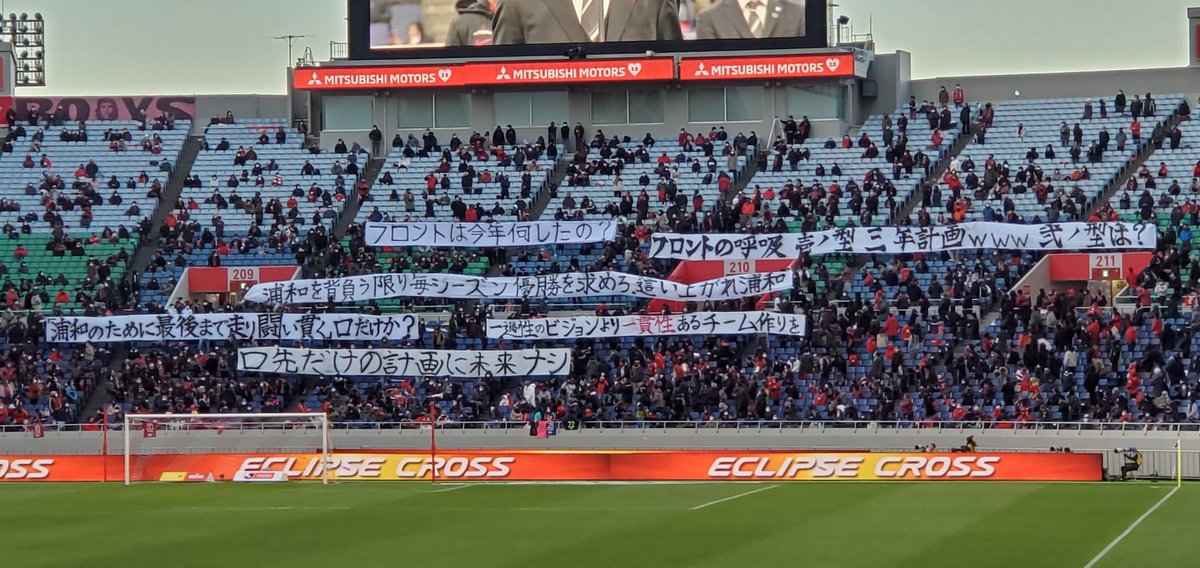 MITSUBISHI MOTORS
MITSUBISHI MOTORS
MITSUBISHI MOTORS
BOYS
フロントは今年何したの?
フロントの呼吸 壱ノ型 三年計画www 弐ノ型は?
209
210
211
浦和を背負う限り毎シーズン優勝を求めろ、這い上がれ浦和
浦和のために最後まで走り闘い貫く、口だけか?
一過性のビジョンより一貫性あるチーム作りを
口先だけの計画に未来ナシ
ECLIPSE CROSS
ECLIPSE CROSS
OSS